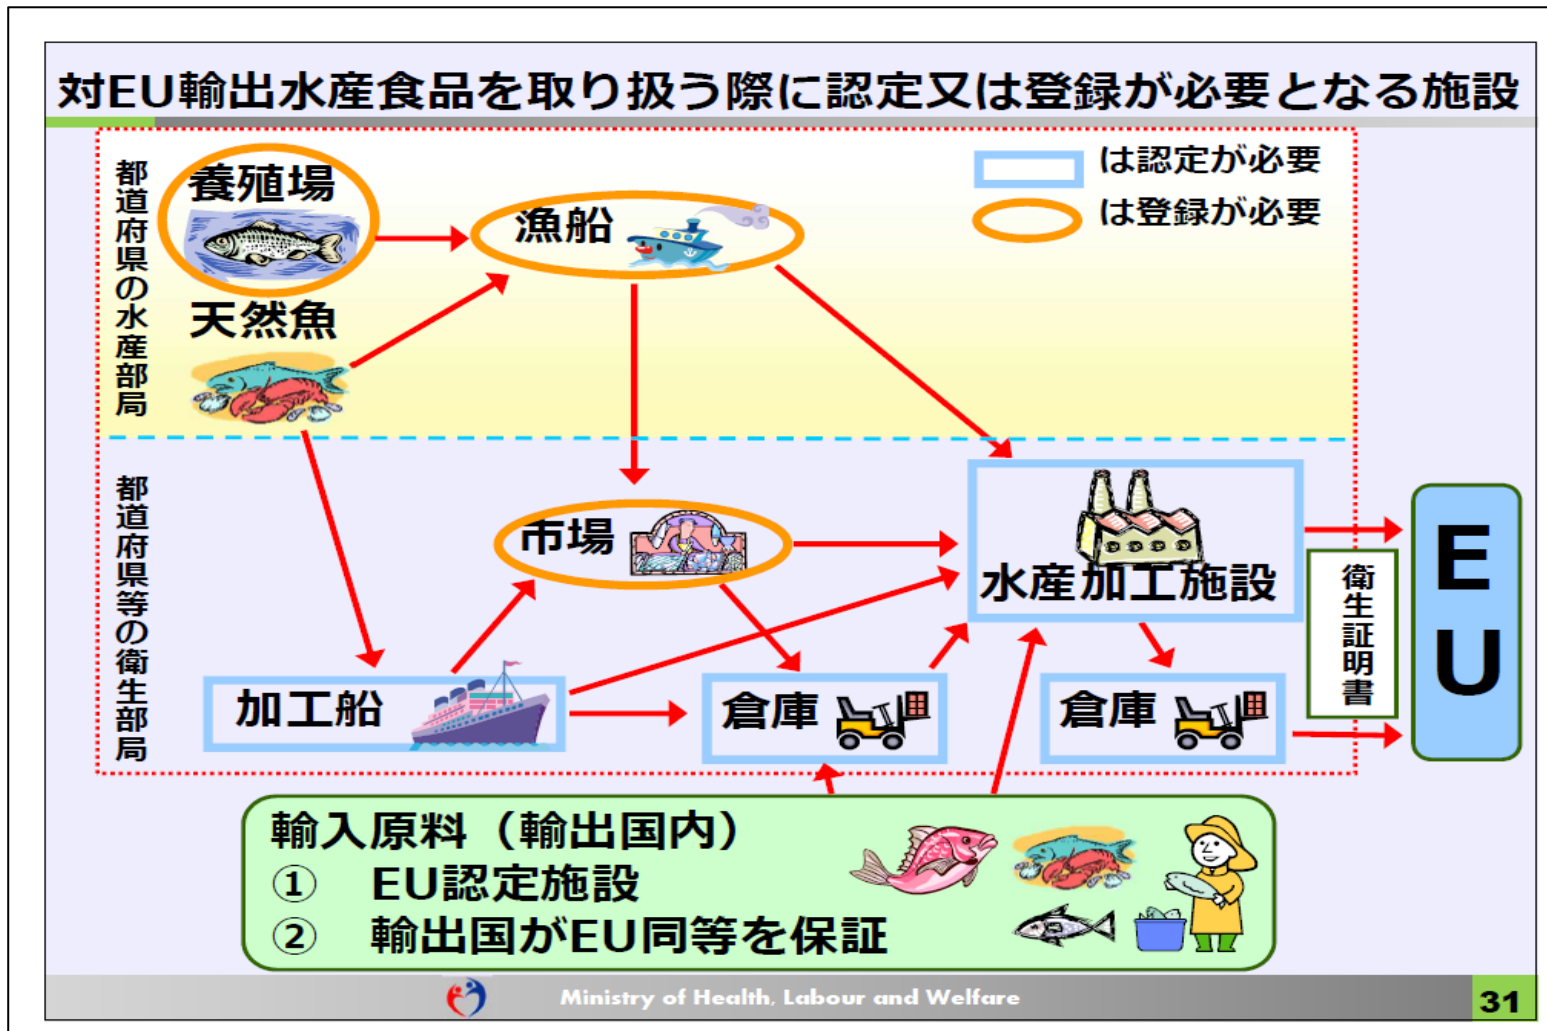 対EU輸出水産食品を取り扱う際に認定又は登録が必要となる施設
都道府県の水産部局
養殖場
漁船
は認定が必要
は登録が必要
天然魚
都道府県等の衛生部局
市場
水産加工施設
加工船
倉庫
倉庫
衛生証明書
EU
輸入原料（輸出国内）
① EU認定施設
② 輸出国がEU同等を保証
Ministry of Health, Labour and Welfare
31